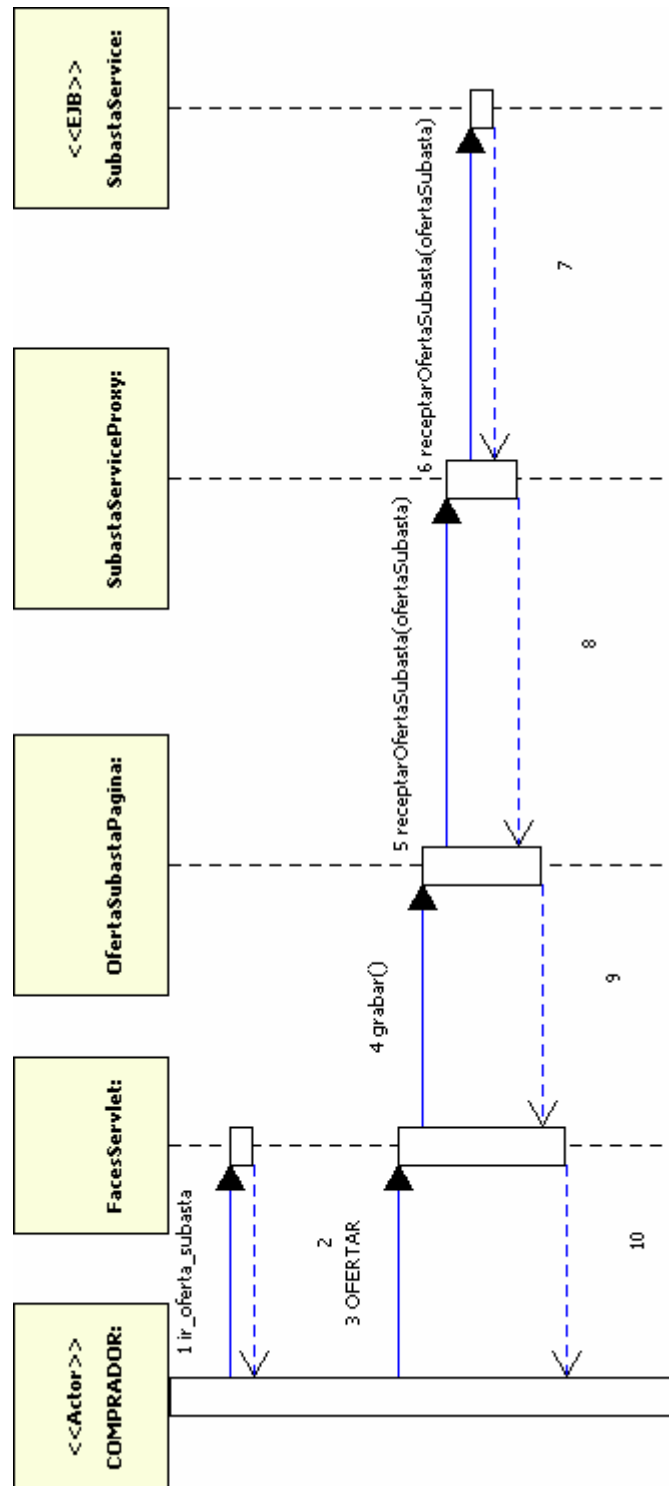 <<Actor>>
COMPRADOR:
FacesServlet:
OfertaSubastaPagina:
SubastaServiceProxy:
<<EJB>>
SubastaService:
1 ir_oferta_subasta
2
3 OFERTAR
4 grabar()
5 receptarOfertaSubasta(ofertaSubasta)
6 receptarOfertaSubasta(ofertaSubasta)
7
8
9
10